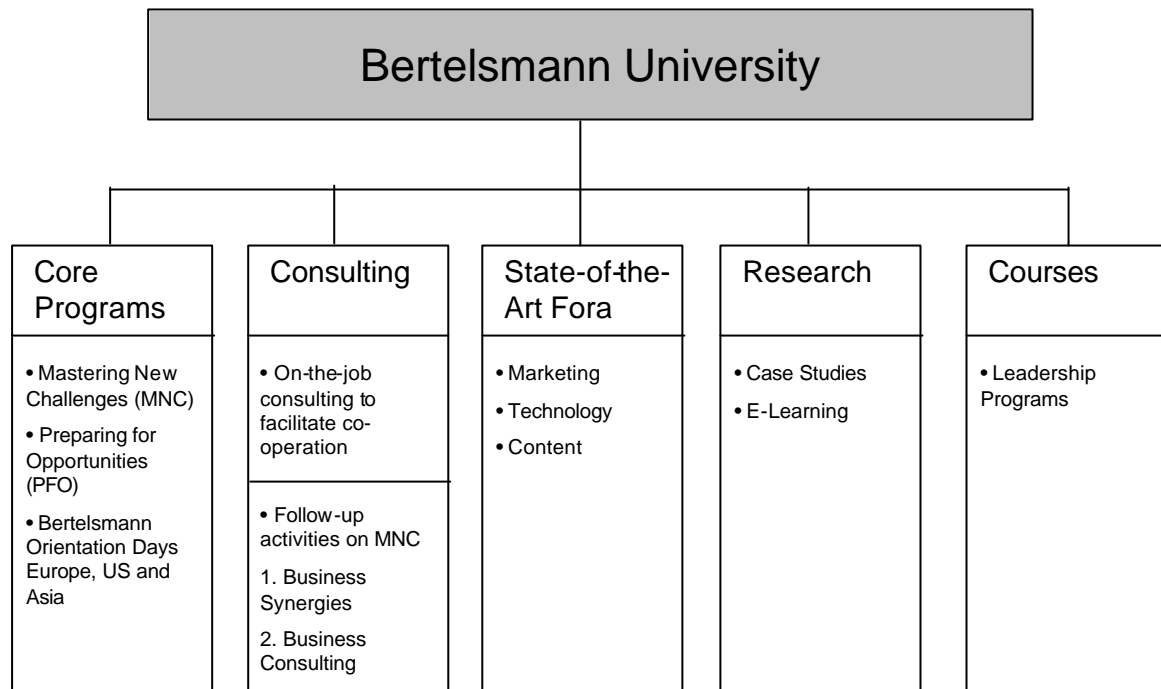 Bertelsmann University
Core
Programs
• Mastering New
Challenges (MNC)
• Preparing for
Opportunities
(PFO)
• Bertelsmann
Orientation Days
Europe, US and
Asia
Consulting
• On-the-job
consulting to
facilitate co-
operation
• Follow-up
activities on MNC
1. Business
Synergies
2. Business
Consulting
State-of-the-
Art Fora
• Marketing
• Technology
• Content
Research
• Case Studies
• E-Learning
Courses
• Leadership
Programs